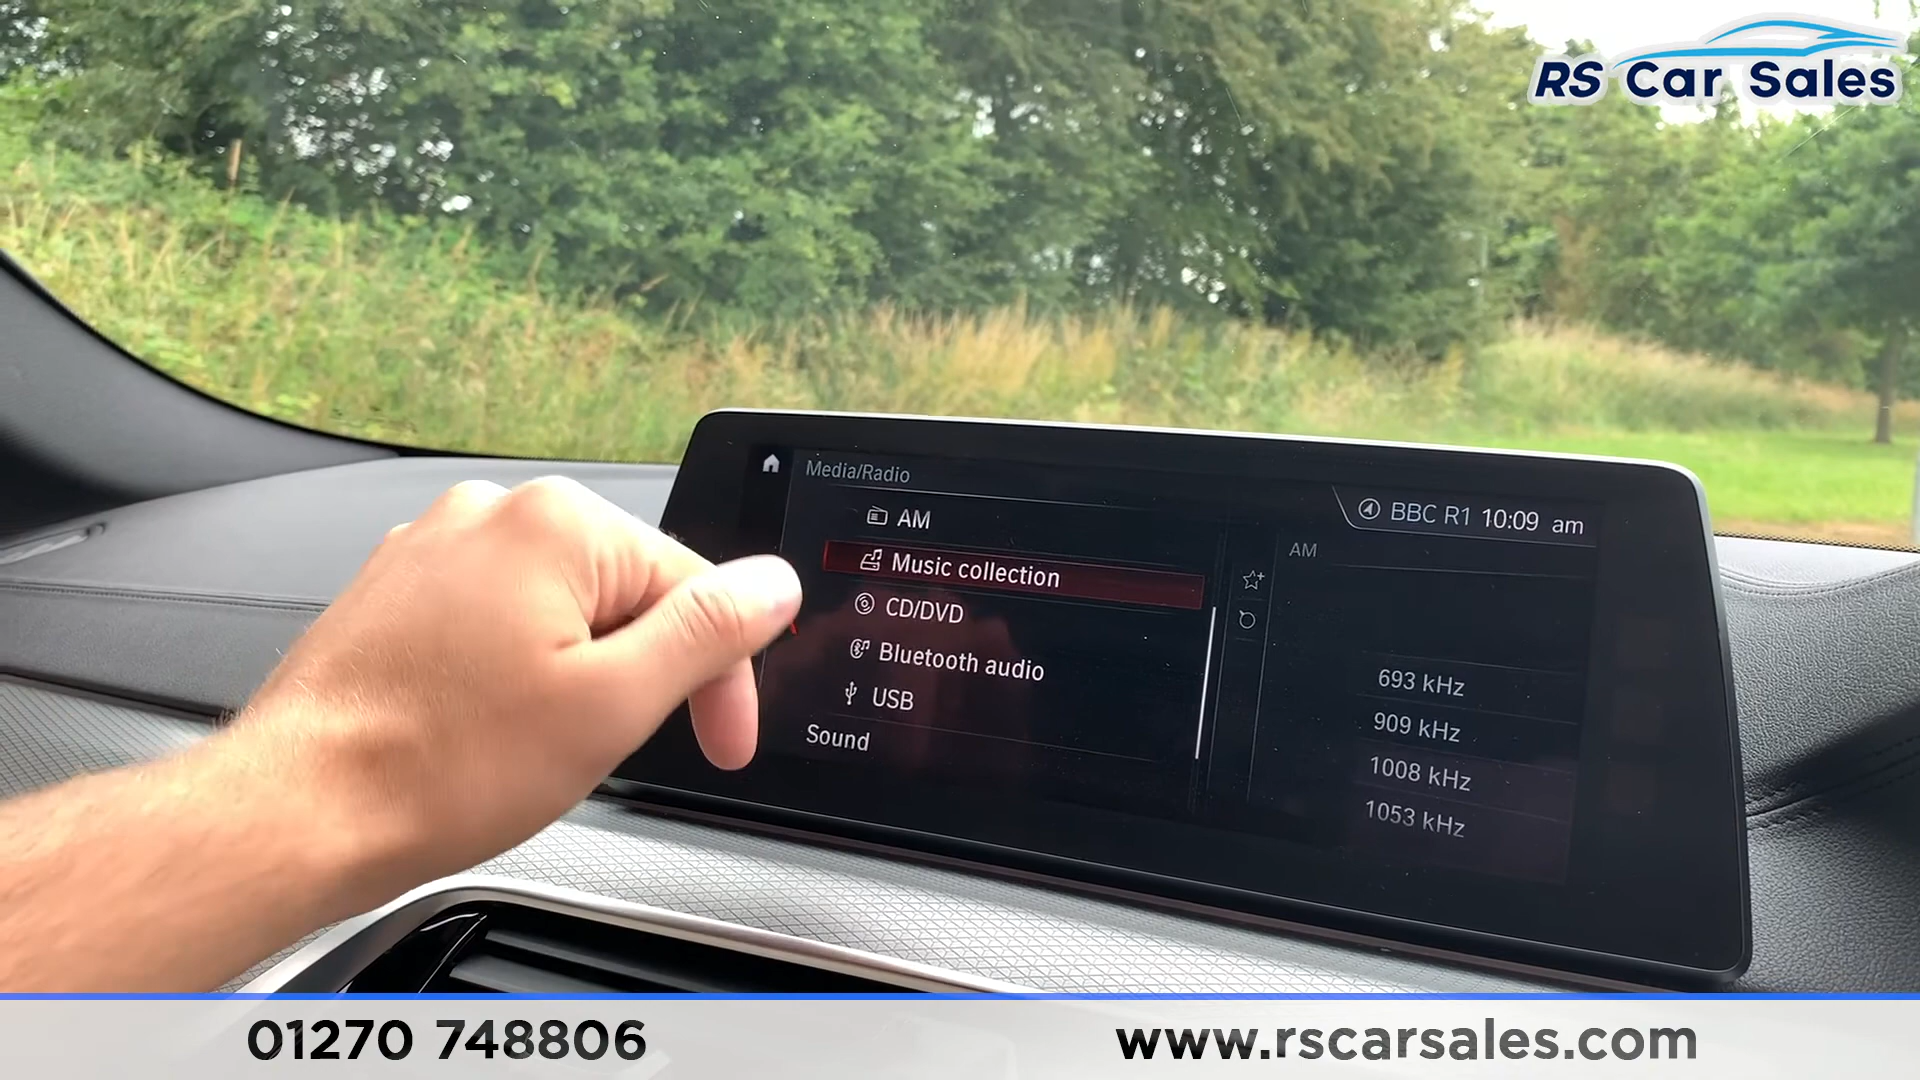 RS Car Sales
Media/Radio
AM
Music collection
CD/DVD
Bluetooth audio
USB
Sound
BBC R1 10:09 am
AM
693 kHz
909 kHz
1008 kHz
1053 kHz
01270 748806
www.rscarsales.com